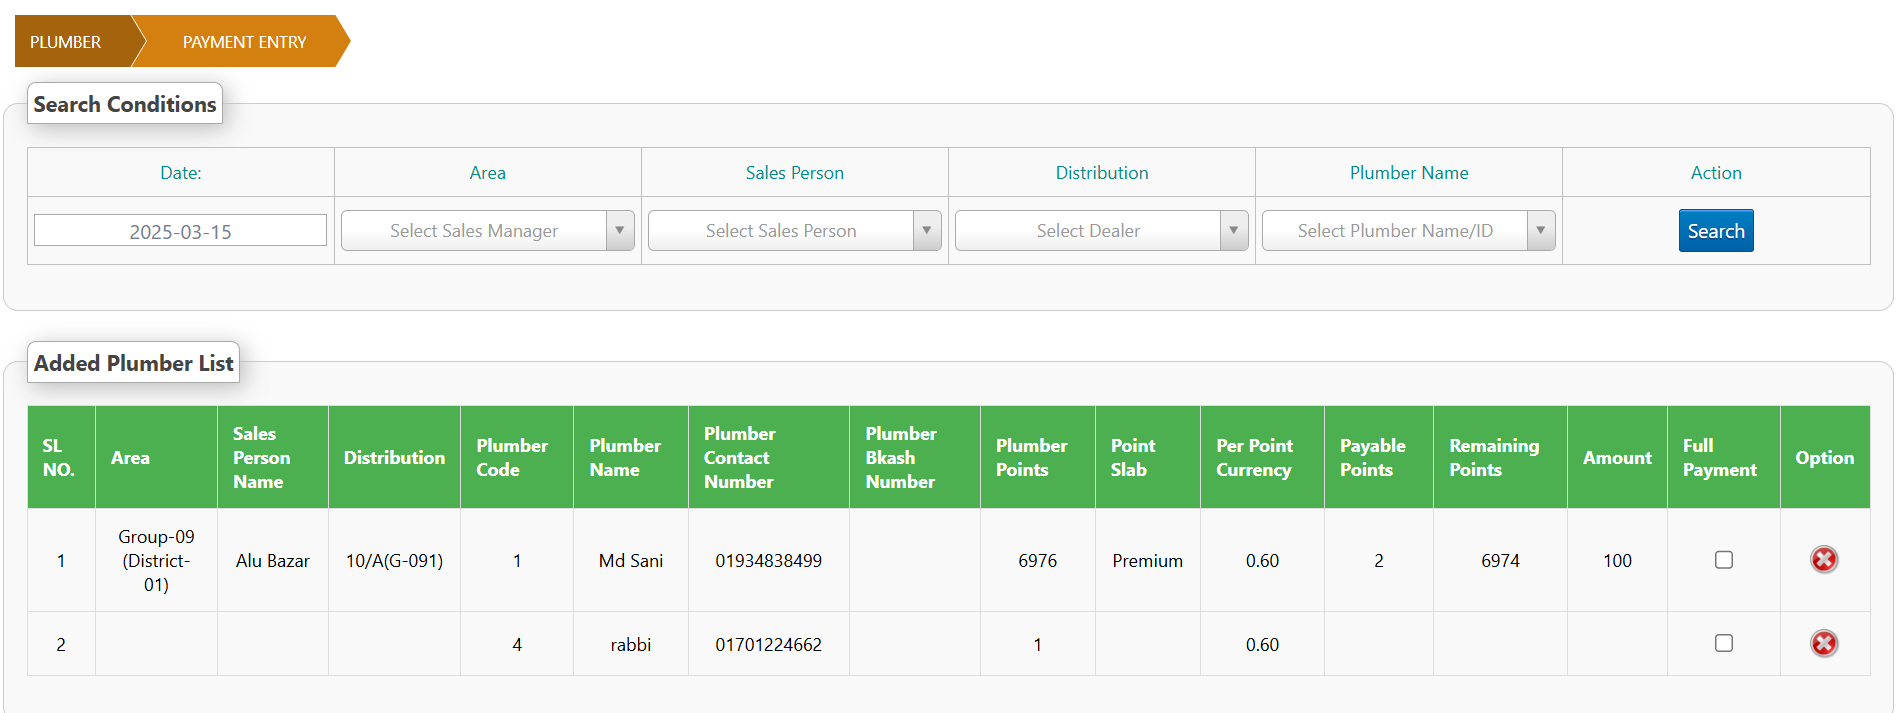 PLUMBER PAYMENT ENTRY
Search Conditions
Date: Area Sales Person Distribution Plumber Name Action
2025-03-15 Select Sales Manager Select Sales Person Select Dealer Select Plumber Name/ID Search
Added Plumber List
SL NO. Area Sales Person Name Distribution Plumber Code Plumber Name Plumber Contact Number Plumber Bkash Number Plumber Points Point Slab Per Point Currency Payable Points Remaining Points Amount Full Payment Option
1 Group-09 (District-01) Alu Bazar 10/A(G-091) 1 Md Sani 01934838499 6976 Premium 0.60 2 6974 100
2 4 rabbi 01701224662 1 0.60